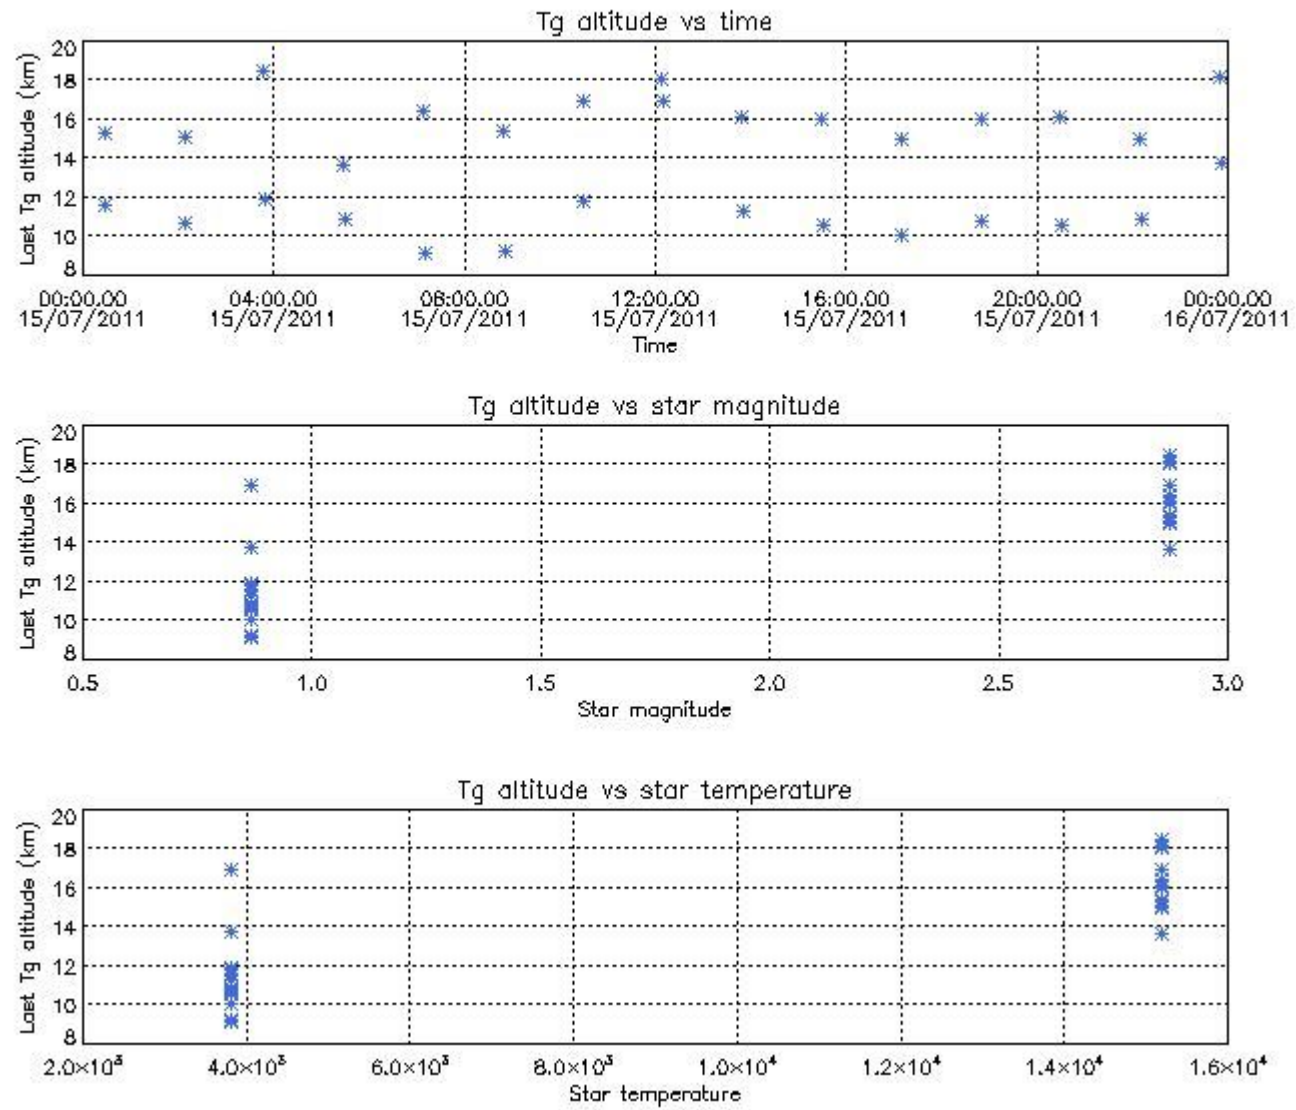 Tg altitude vs time
Last Tg altitude (km)
20
18
16
14
12
10
8
00:00.00 04:00.00 08:00.00 12:00.00 16:00.00 20:00.00 00:00.00
15/07/2011 15/07/2011 15/07/2011 15/07/2011 15/07/2011 15/07/2011 16/07/2011
Time
Tg altitude vs star magnitude
Last Tg altitude (km)
20
18
16
14
12
10
8
0.5 1.0 1.5 2.0 2.5 3.0
Star magnitude
Tg altitude vs star temperature
Last Tg altitude (km)
20
18
16
14
12
10
8
2.0×10³ 4.0×10³ 6.0×10³ 8.0×10³ 1.0×10⁴ 1.2×10⁴ 1.4×10⁴ 1.6×10⁴
Star temperature